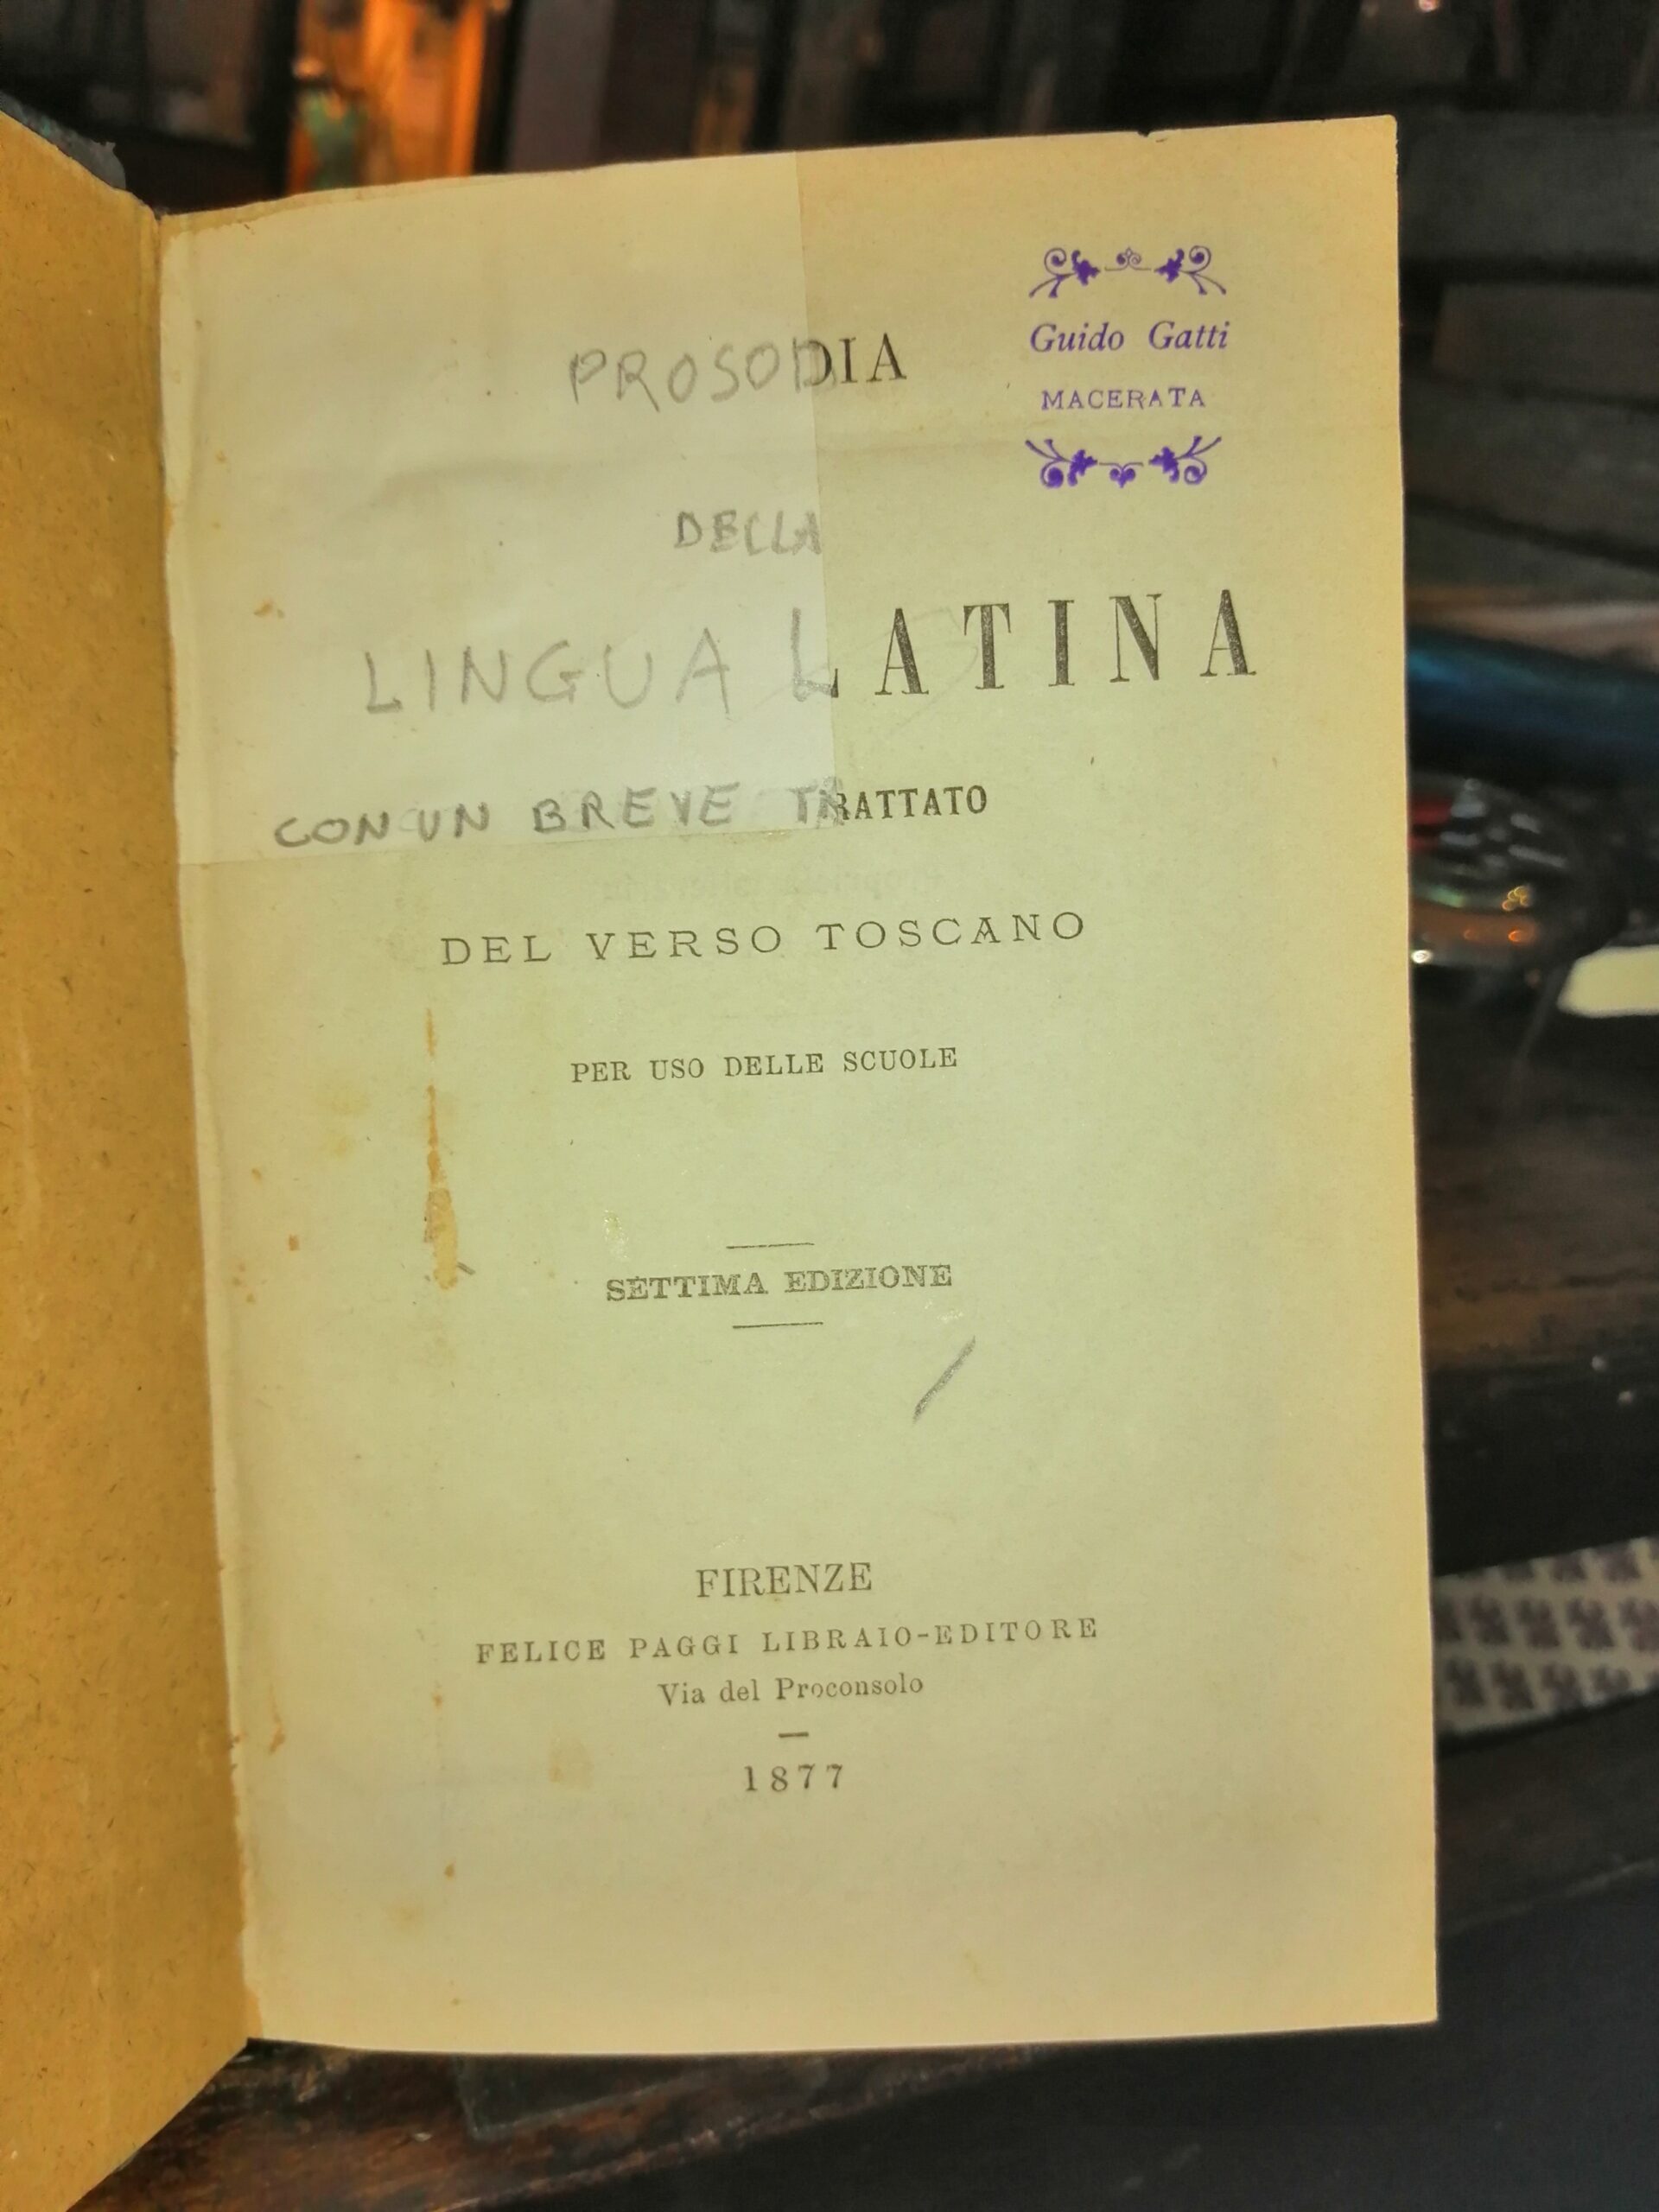 PROSODIA
Guido Gatti
MACERATA
DELLA
LINGUA LATINA
CON UN BREVE TRATTATO
DEL VERSO TOSCANO
PER USO DELLE SCUOLE
SETTIMA EDIZIONE
FIRENZE
FELICE PAGGI LIBRAIO-EDITORE
Via del Proconsolo
1877